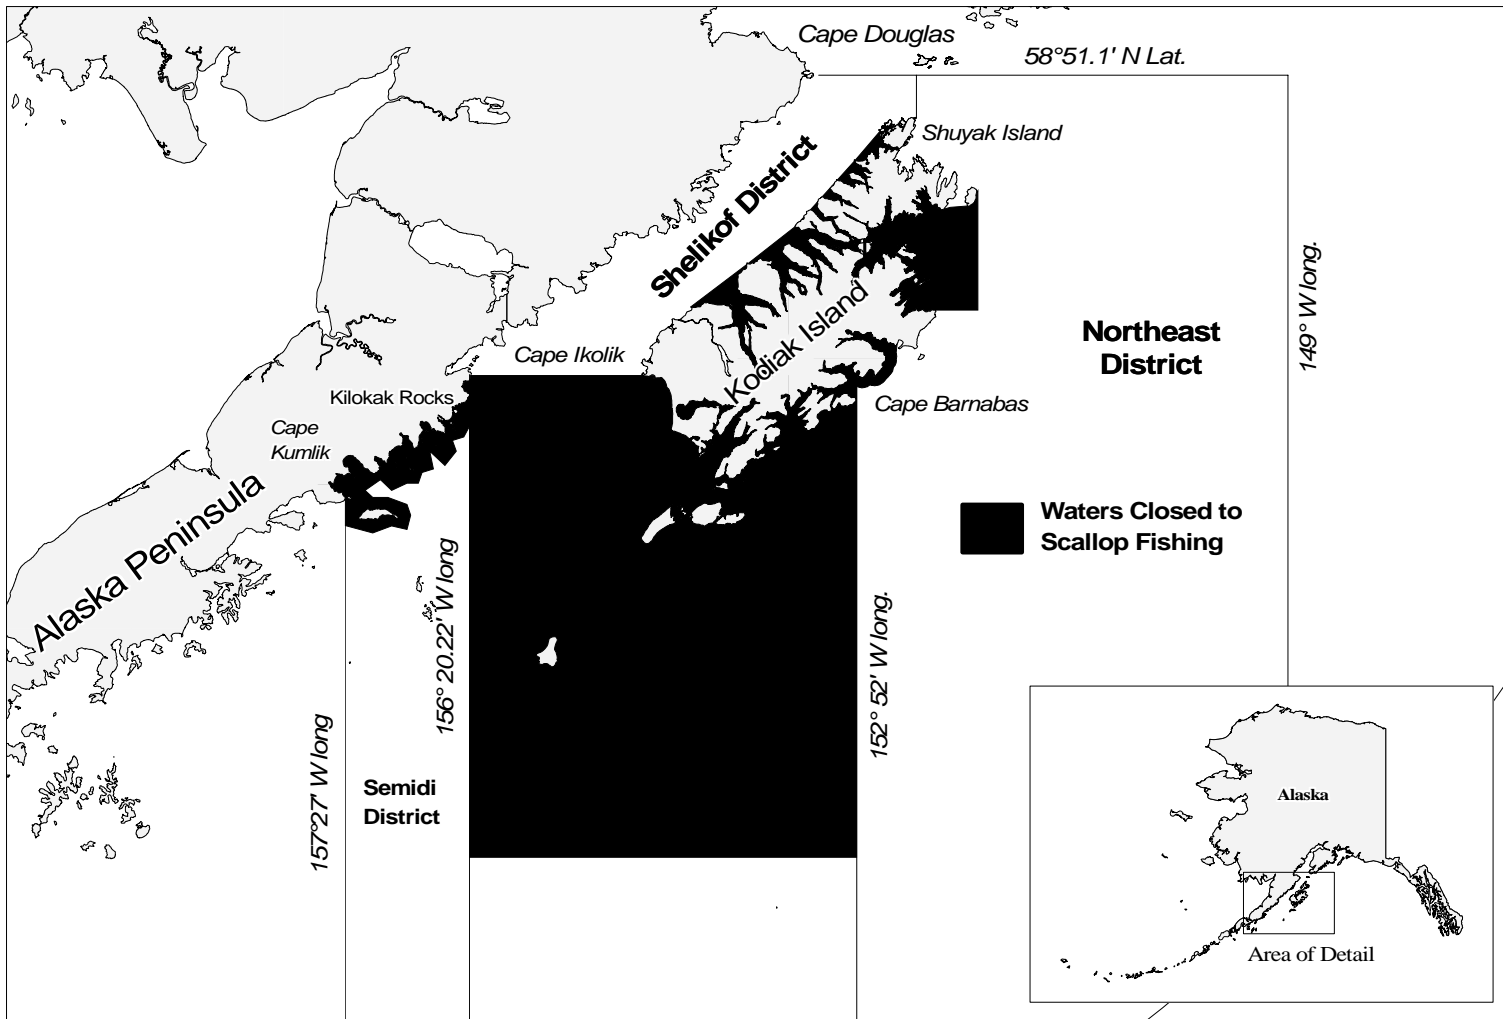 Cape Douglas
58°51.1' N Lat.
Shuyak Island
Shelikof District
149° W long.
Kodiak Island
Northeast
District
Cape Ikolik
Kilokak Rocks
Cape Barnabas
Cape
Kumlik
Alaska Peninsula
Waters Closed to
Scallop Fishing
156° 20.22' W long
152° 52' W long.
157°27' W long
Semidi
District
Alaska
Area of Detail